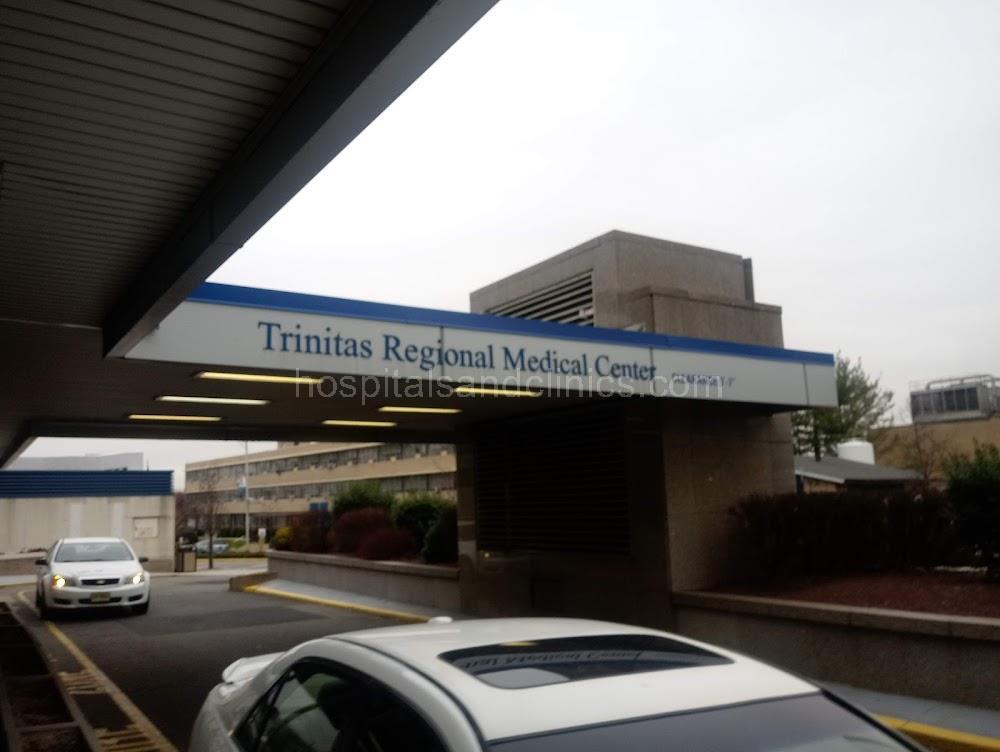 Trinitas Regional Medical Center
hospitalsandclinics.com